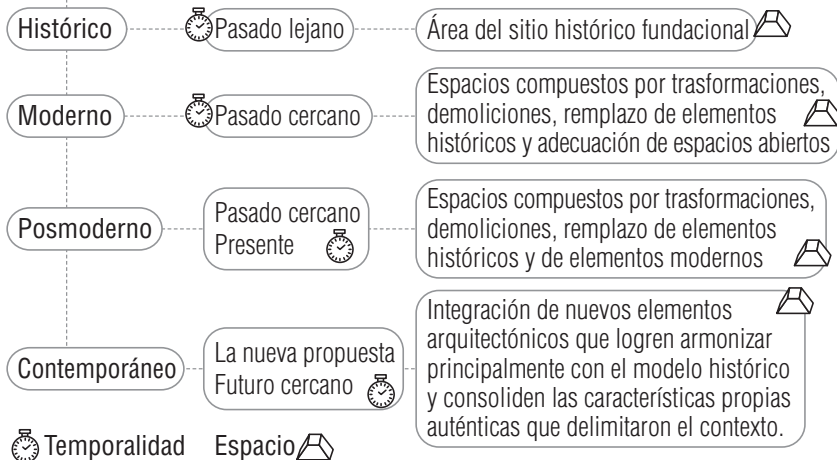 Histórico
Pasado lejano
Área del sitio histórico fundacional
Moderno
Pasado cercano
Espacios compuestos por trasformaciones,
demoliciones, remplazo de elementos
históricos y adecuación de espacios abiertos
Posmoderno
Pasado cercano
Presente
Espacios compuestos por trasformaciones,
demoliciones, remplazo de elementos
históricos y de elementos modernos
Contemporáneo
La nueva propuesta
Futuro cercano
Integración de nuevos elementos
arquitectónicos que logren armonizar
principalmente con el modelo histórico
y consoliden las características propias
auténticas que delimitaron el contexto.
Temporalidad Espacio